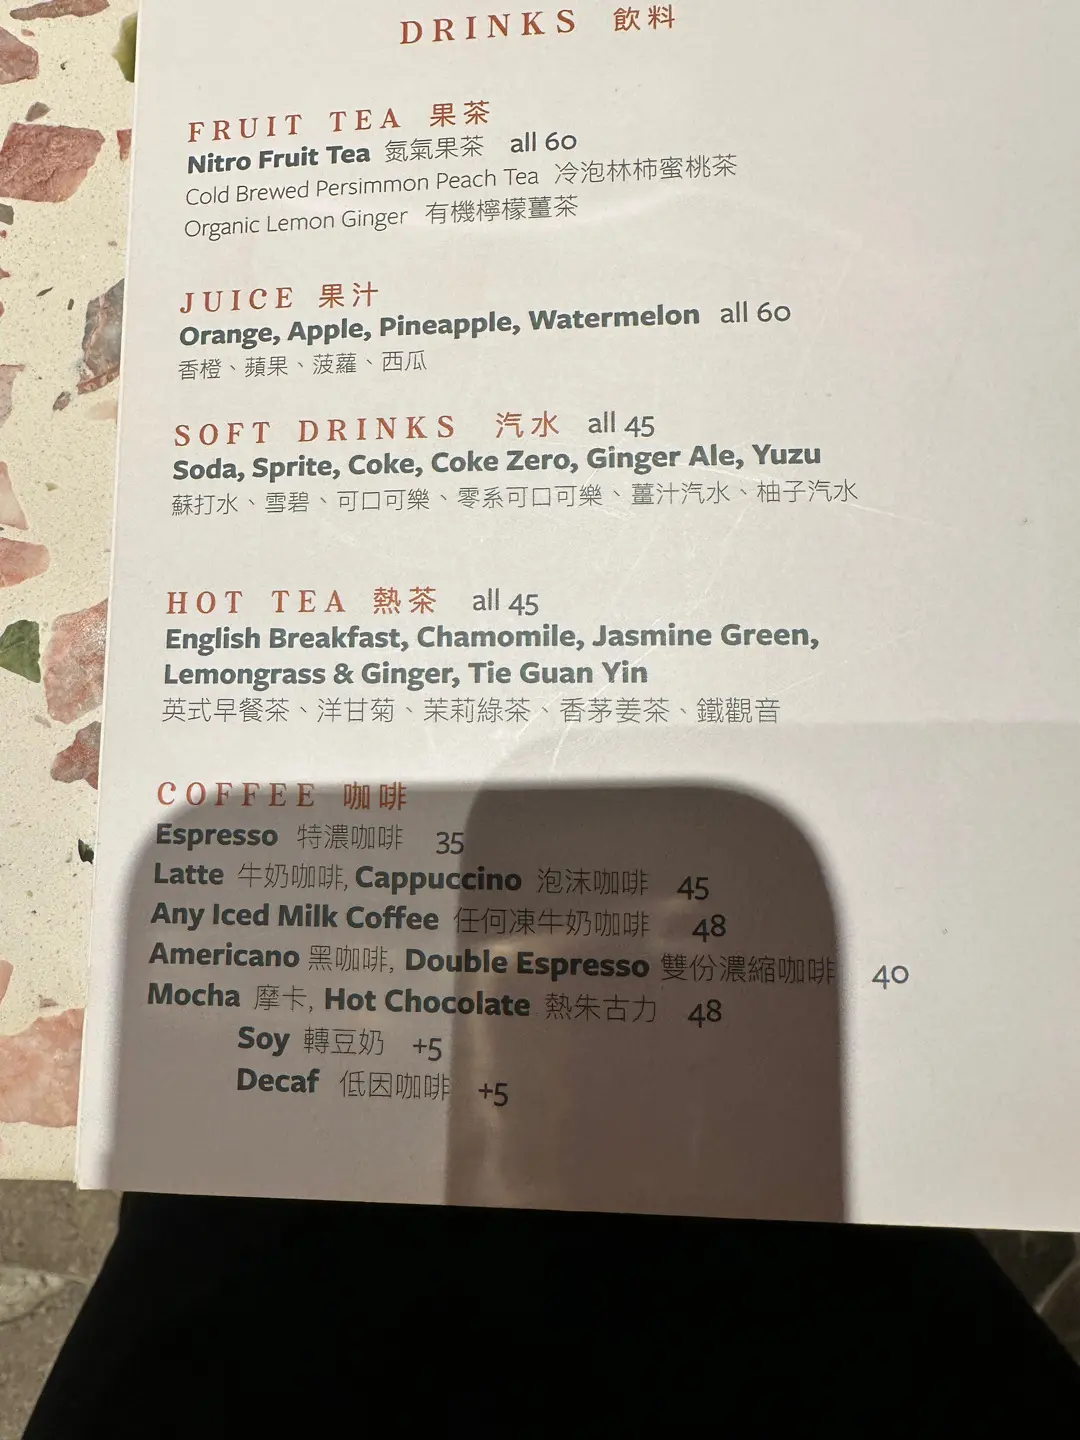 DRINKS 飲料
FRUIT TEA 果茶
Nitro Fruit Tea 氮氣果茶 all 60
Cold Brewed Persimmon Peach Tea 冷泡林柿蜜桃茶
Organic Lemon Ginger 有機檸檬薑茶
JUICE 果汁
Orange, Apple, Pineapple, Watermelon all 60
香橙、蘋果、菠蘿、西瓜
SOFT DRINKS 汽水 all 45
Soda, Sprite, Coke, Coke Zero, Ginger Ale, Yuzu
蘇打水、雪碧、可口可樂、零系可口可樂、薑汁汽水、柚子汽水
HOT TEA 熱茶 all 45
English Breakfast, Chamomile, Jasmine Green,
Lemongrass & Ginger, Tie Guan Yin
英式早餐茶、洋甘菊、茉莉綠茶、香茅姜茶、鐵觀音
COFFEE 咖啡
Espresso 特濃咖啡 35
Latte 牛奶咖啡, Cappuccino 泡沫咖啡 45
Any Iced Milk Coffee 任何凍牛奶咖啡 48
Americano 黑咖啡, Double Espresso 雙份濃縮咖啡 40
Mocha 摩卡, Hot Chocolate 熱朱古力 48
Soy 轉豆奶 +5
Decaf 低因咖啡 +5